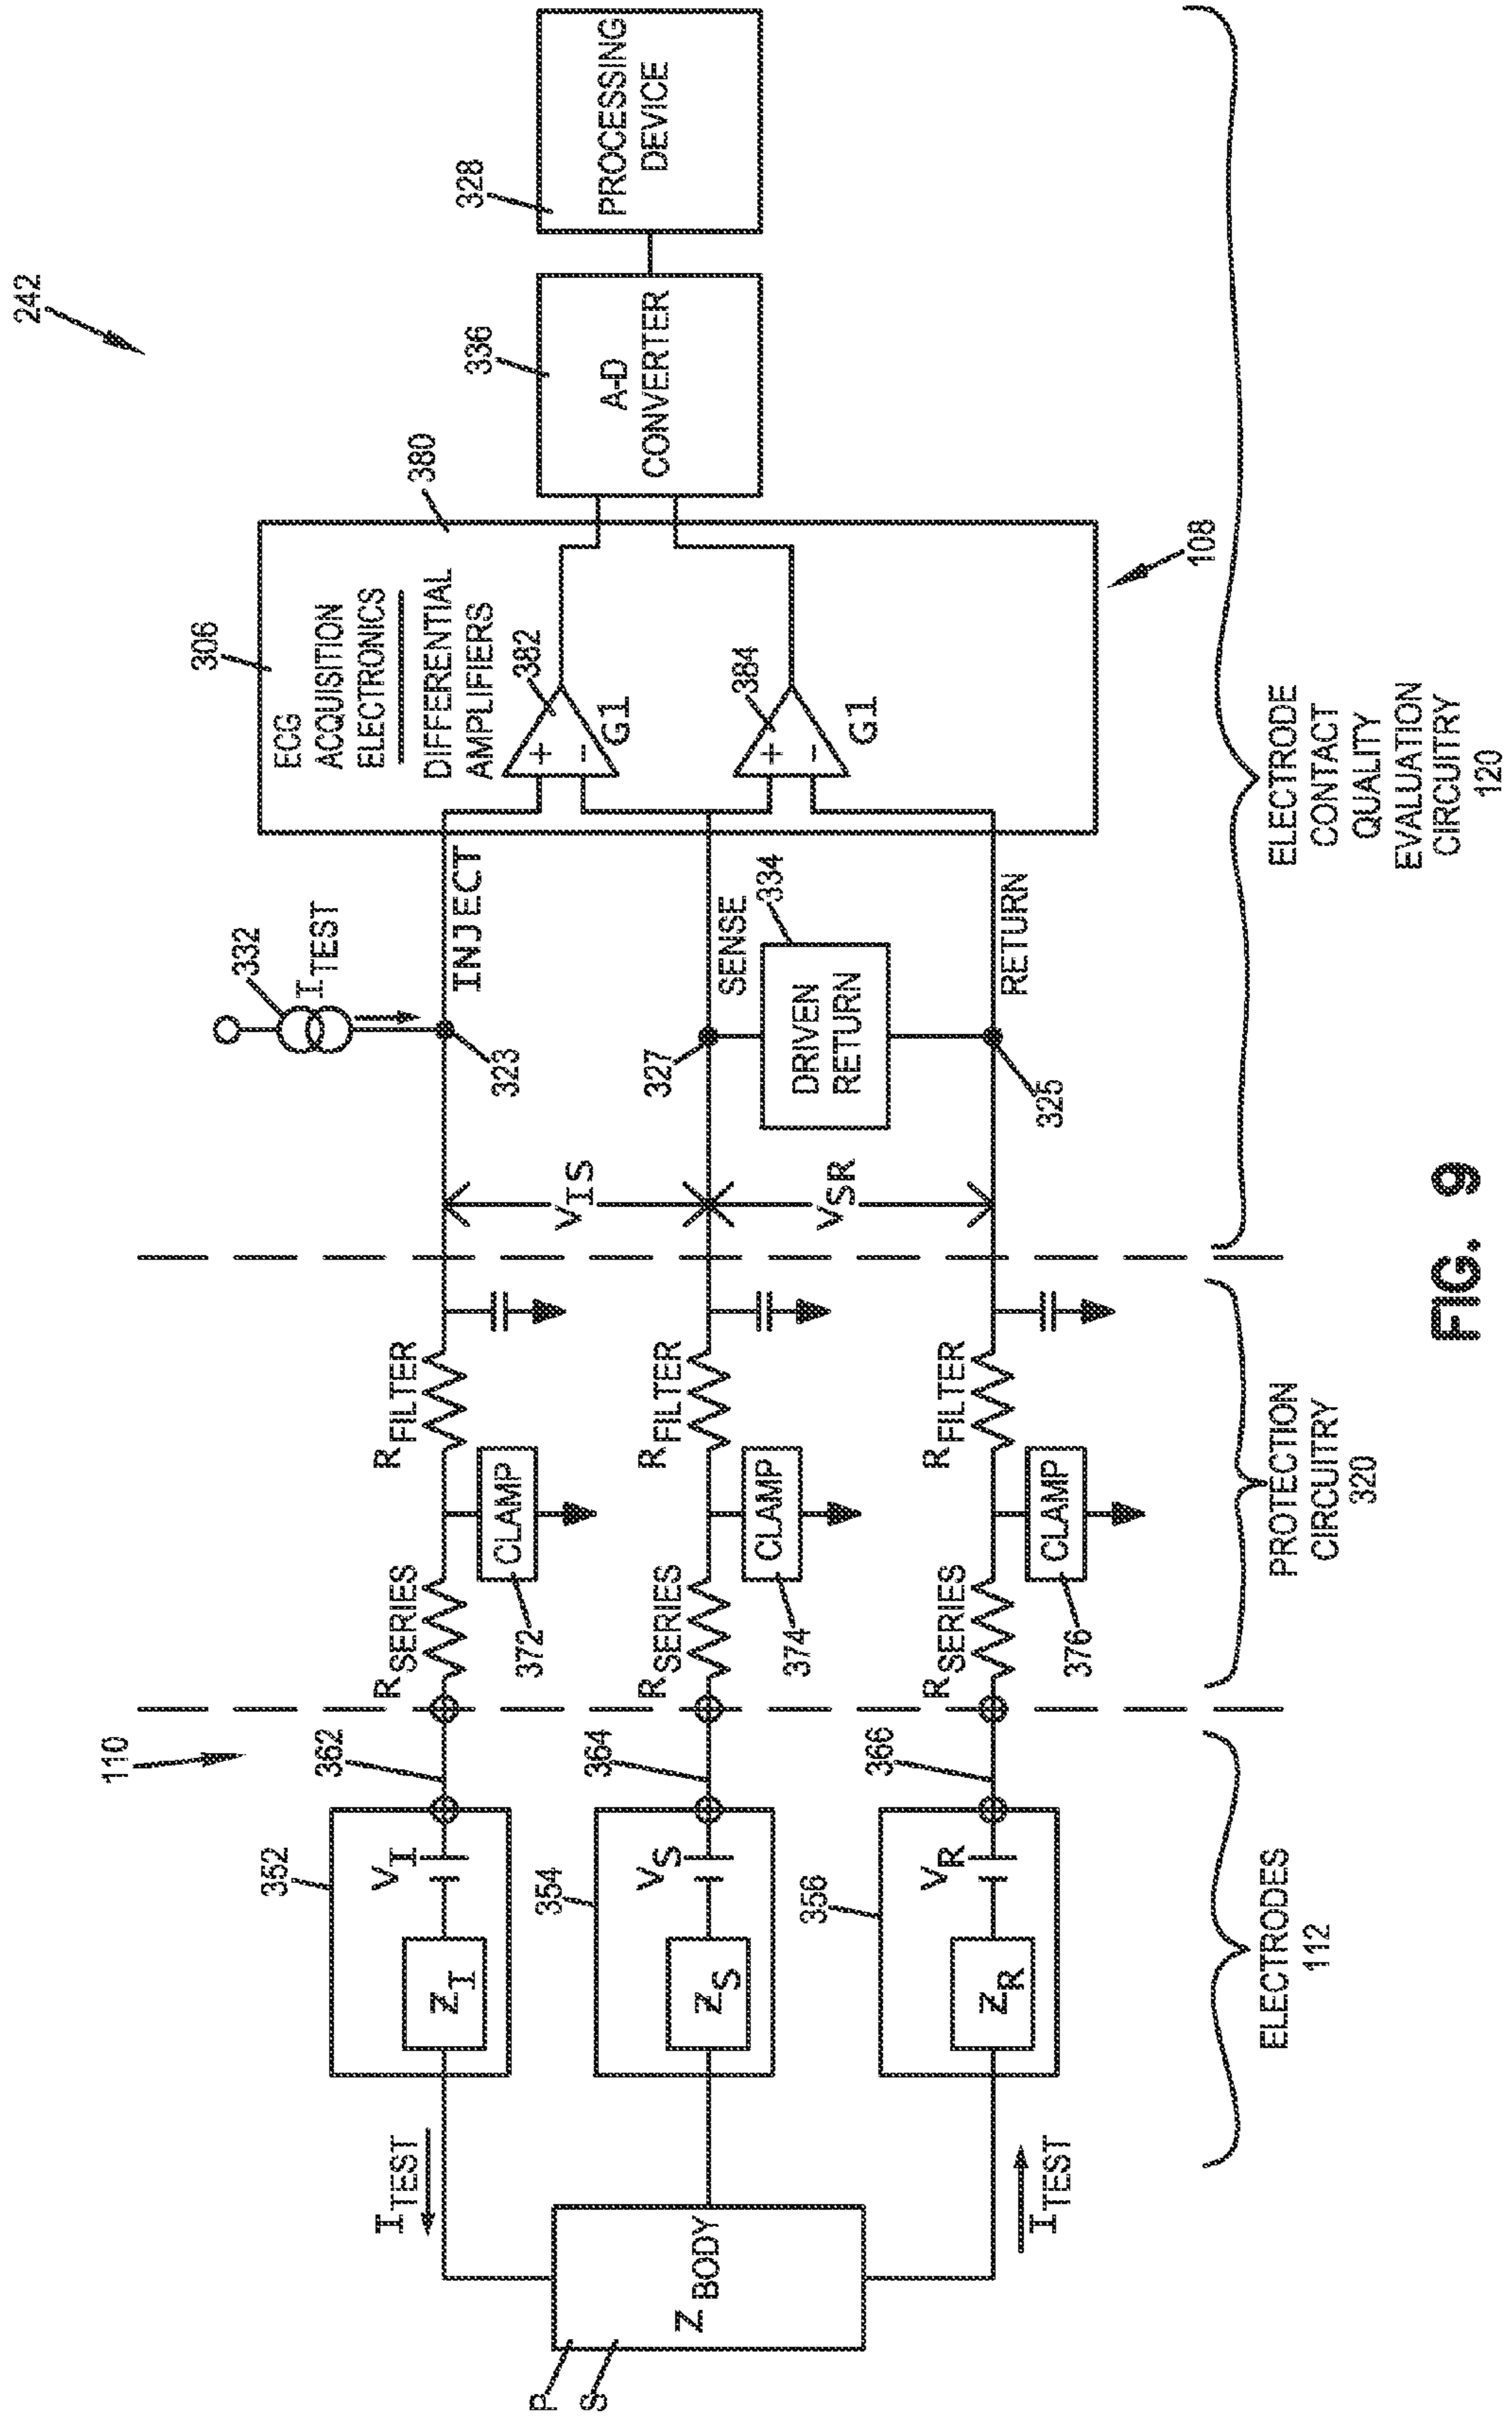 242
110
P
S
Z BODY
I TEST
I TEST
352
Z I
V I
362
354
Z S
V S
364
356
Z R
V R
366
R SERIES
CLAMP
372
R FILTER
R SERIES
CLAMP
374
R FILTER
R SERIES
CLAMP
376
R FILTER
V IS
V SR
332
I TEST
323
INJECT
327
SENSE
DRIVEN
RETURN
334
325
RETURN
306
380
ECG
ACQUISITION
ELECTRONICS
DIFFERENTIAL
AMPLIFIERS
+
-
382
G1
+
-
384
G1
108
336
A-D
CONVERTER
328
PROCESSING
DEVICE
ELECTRODES
112
PROTECTION
CIRCUITRY
320
ELECTRODE
CONTACT
QUALITY
EVALUATION
CIRCUITRY
120
FIG. 9